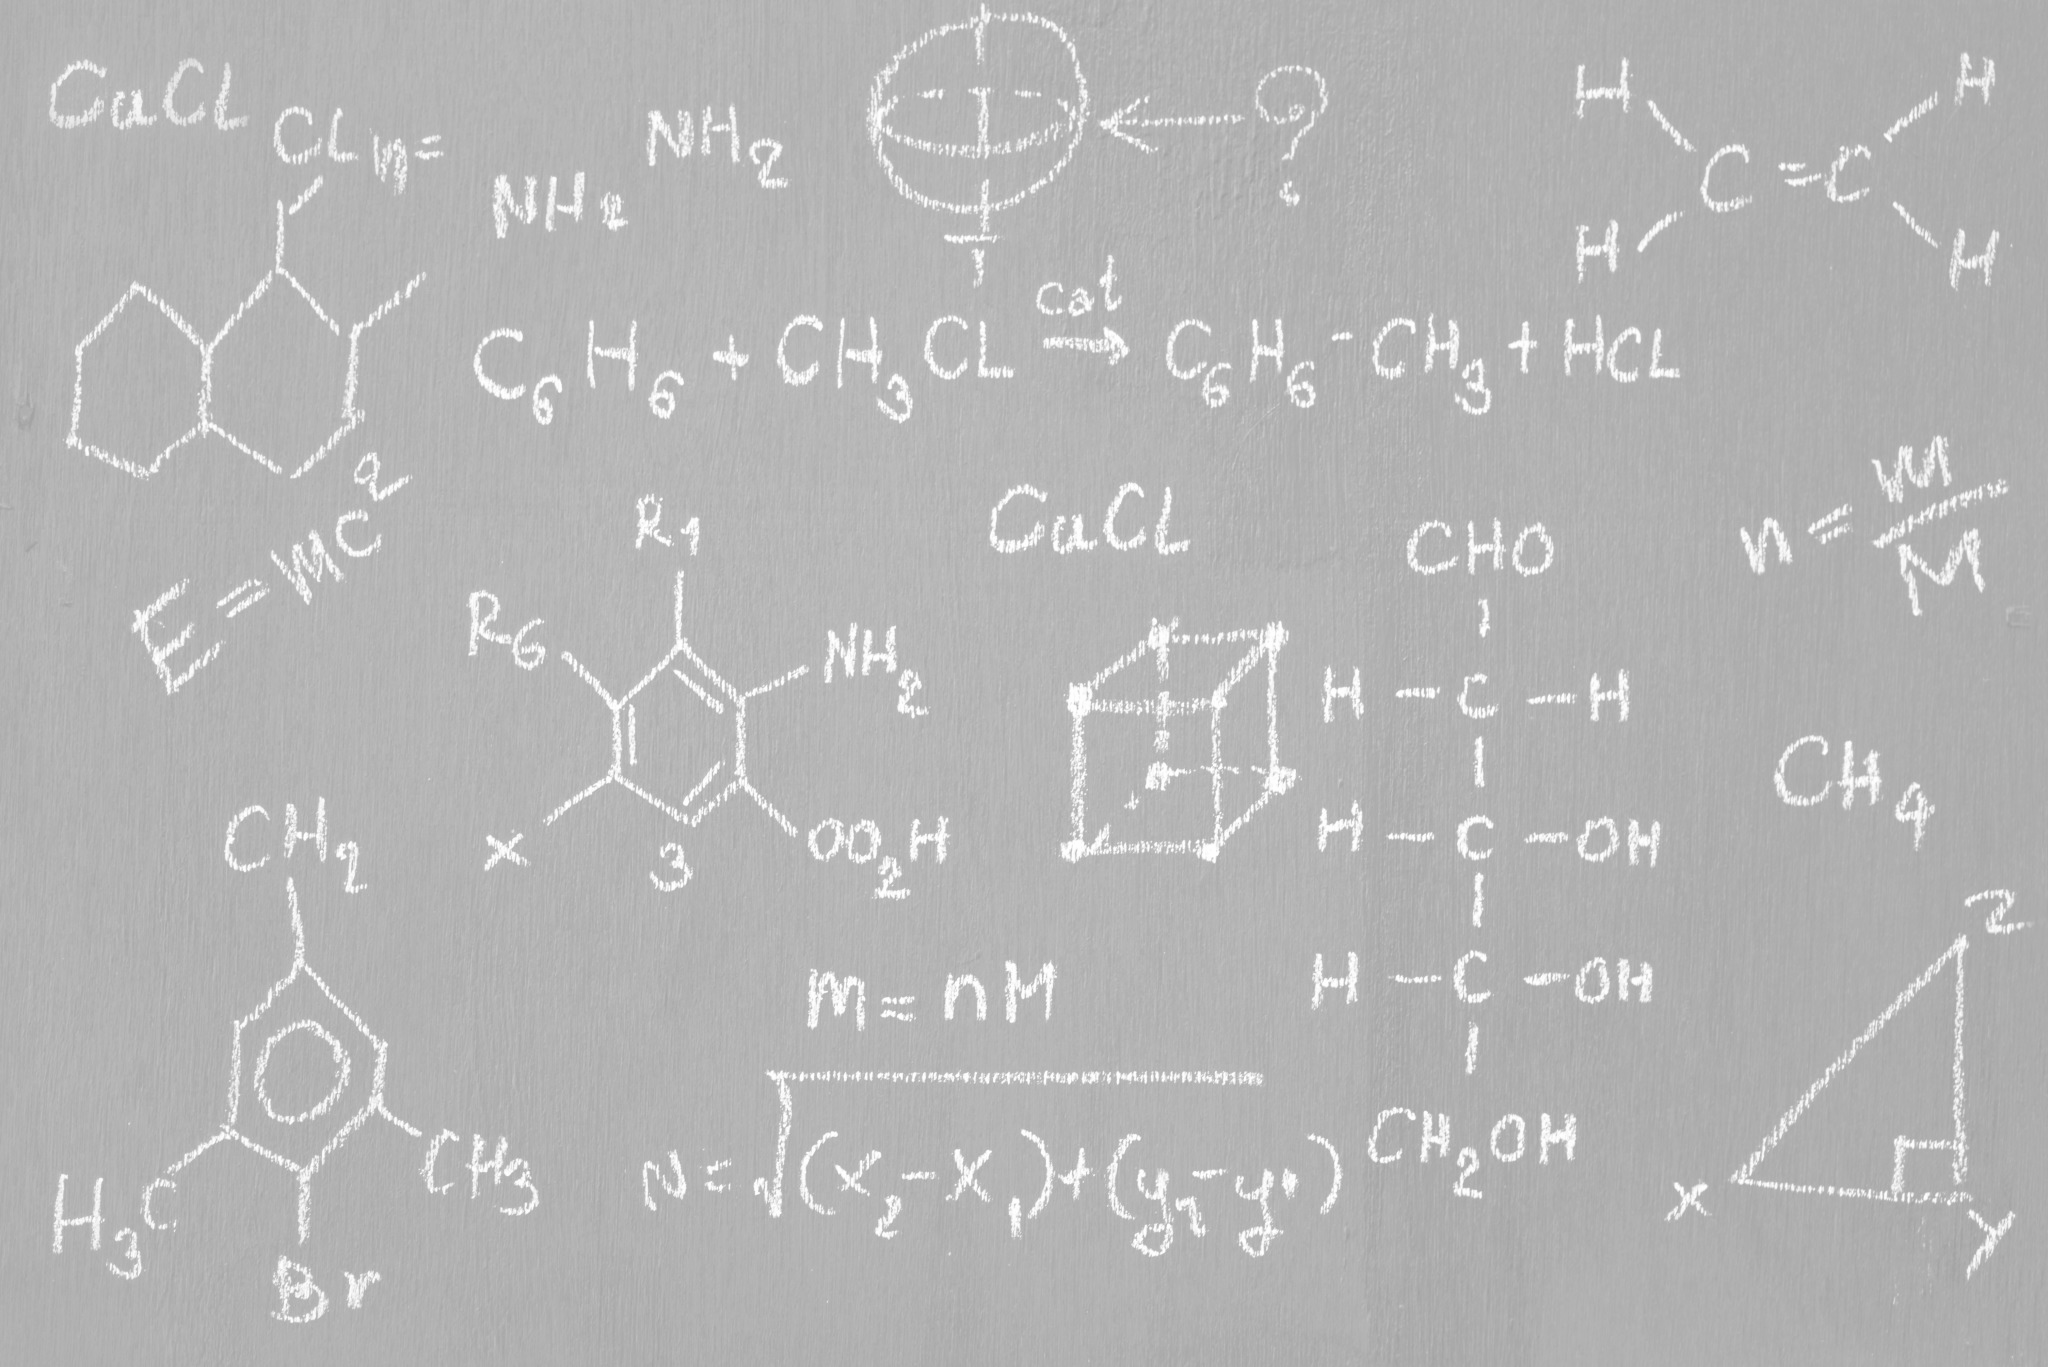 CaCL
CL n=
NH2
NH2
?
H H
C=C
H H
C6H6 + CH3CL cat → C6H6-CH3 + HCL
E=mc2
R1
R6
NH2
X
3
OO2H
CaCL
CHO
H-C-H
H-C-OH
H-C-OH
CH2OH
n = m/M
CH4
CH2
H3C
CH3
Br
M=nM
N=√(x2-x1)+(y2-y1)
Z
X
Y